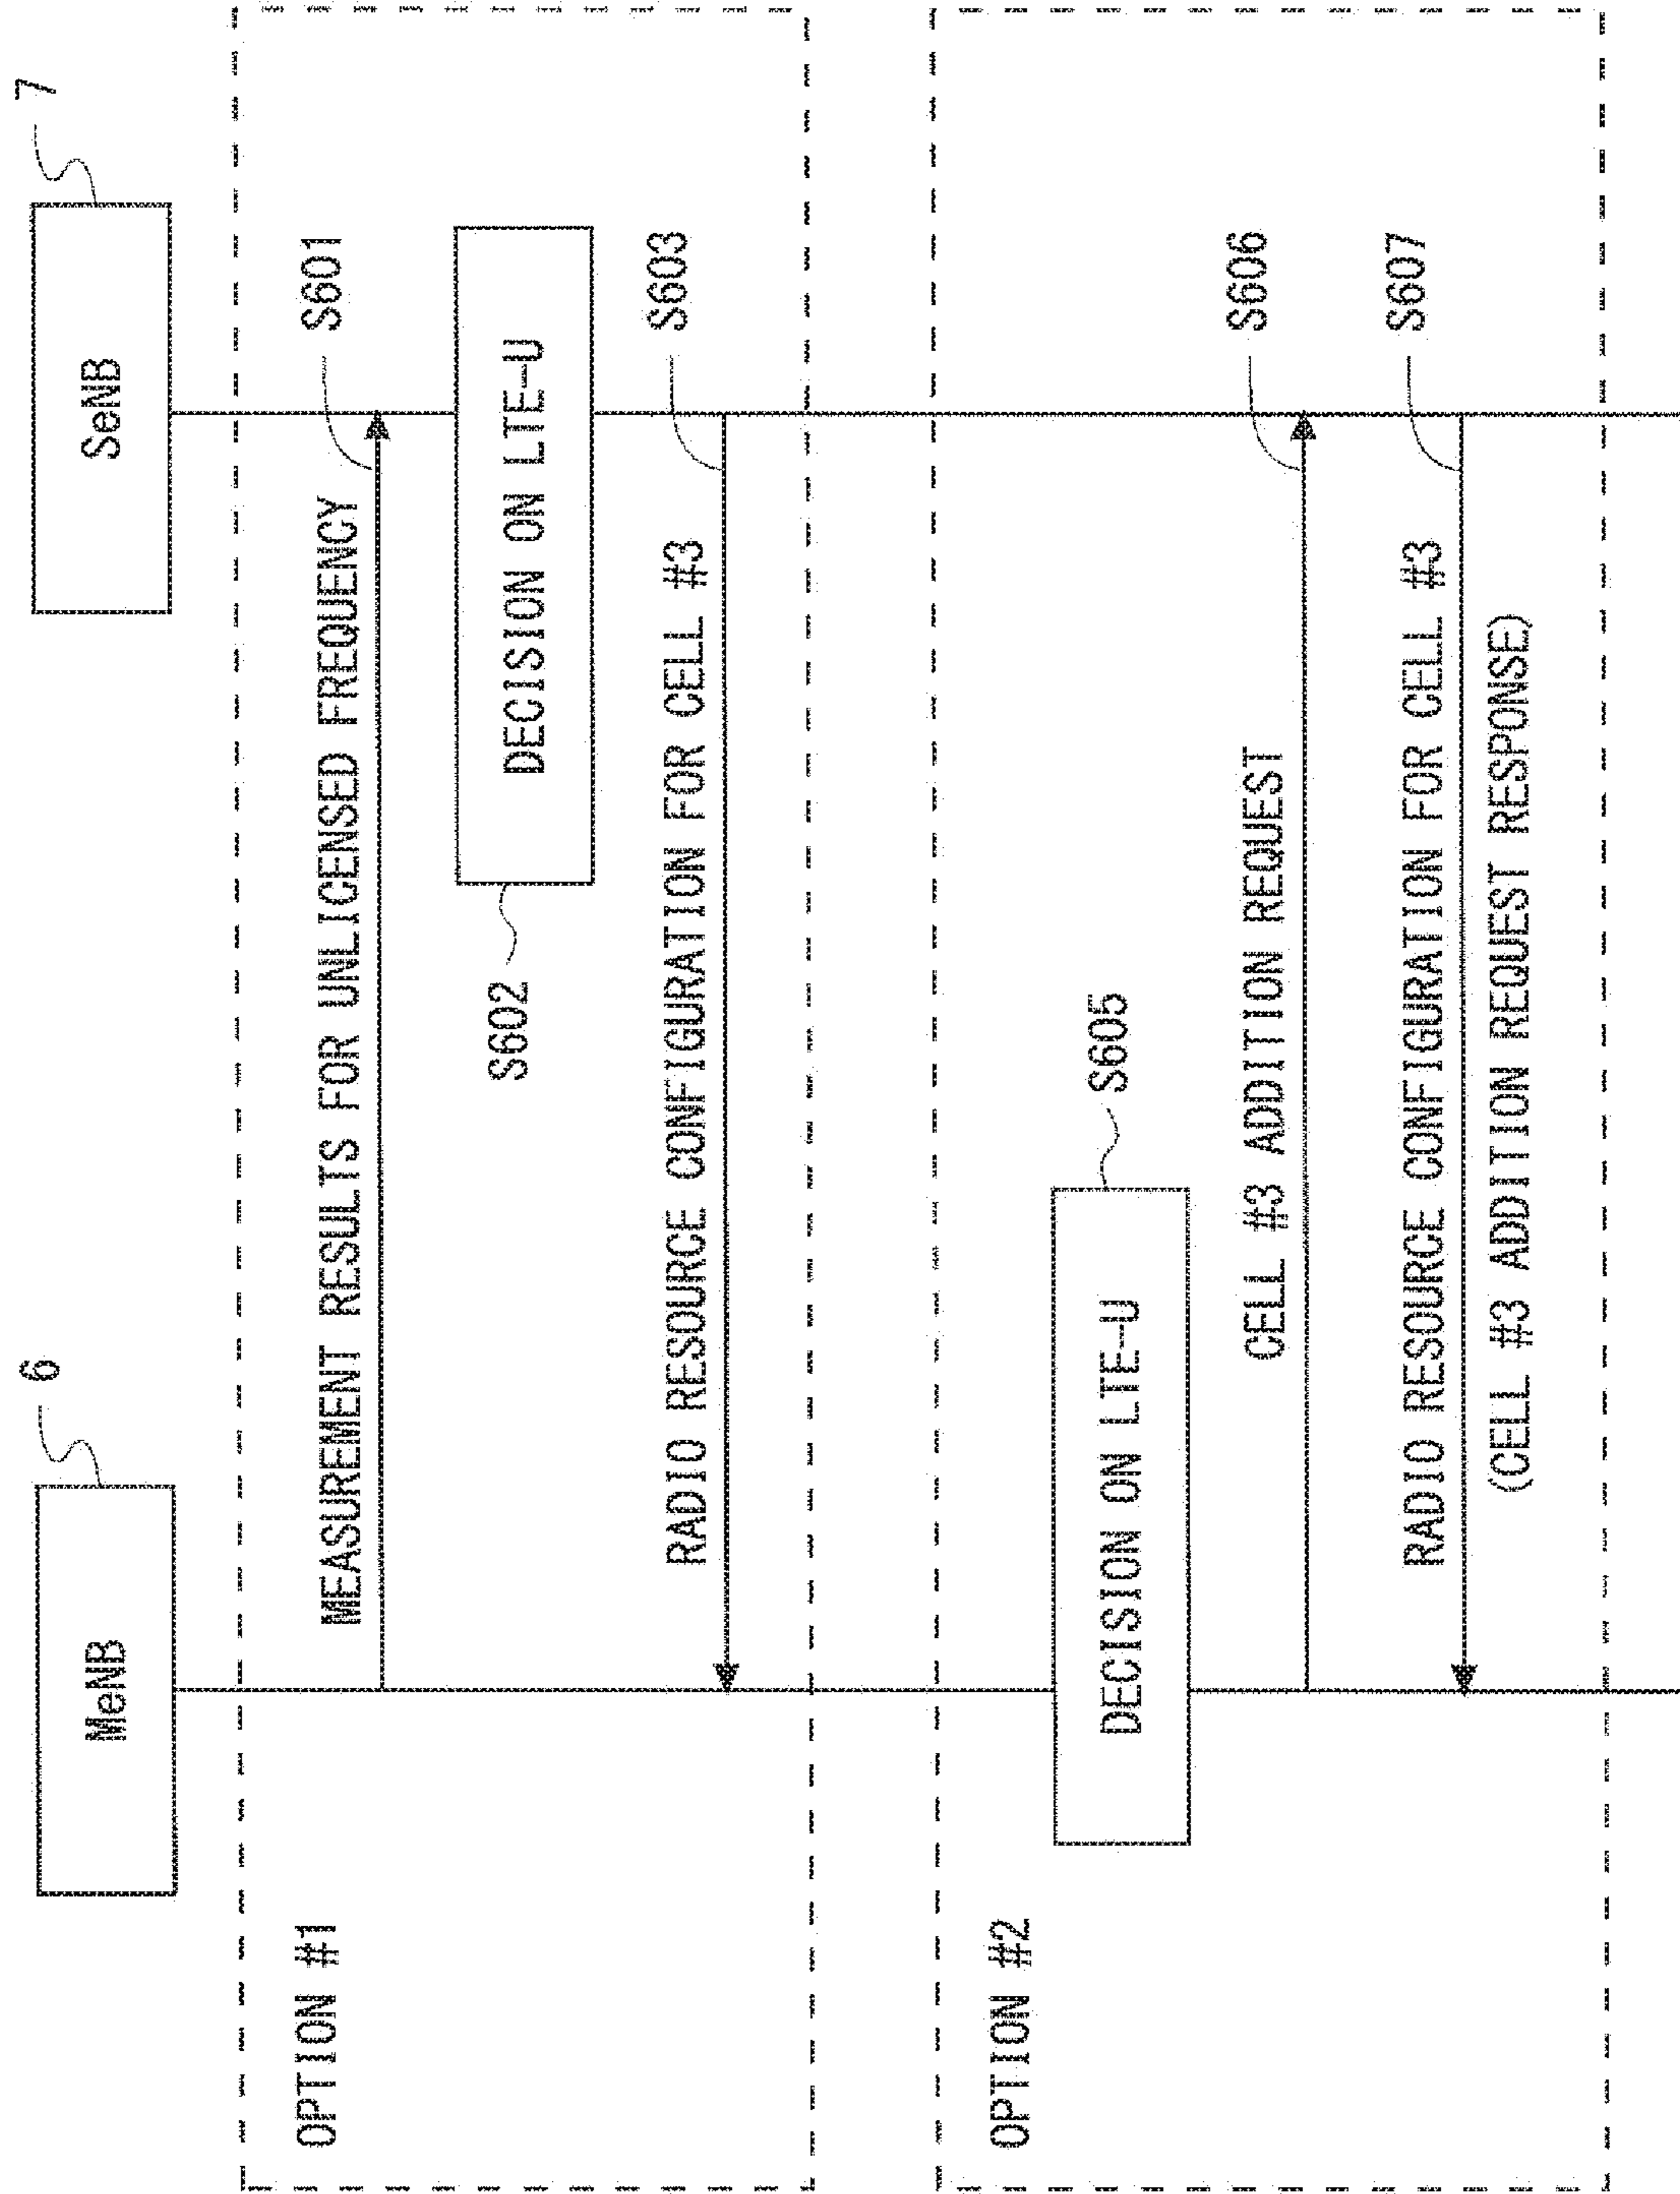 6
MeNB
7
SeNB
OPTION #1
MEASUREMENT RESULTS FOR UNLICENSED FREQUENCY
S601
S602
DECISION ON LTE-U
RADIO RESOURCE CONFIGURATION FOR CELL #3
S603
OPTION #2
DECISION ON LTE-U
S605
CELL #3 ADDITION REQUEST
S606
RADIO RESOURCE CONFIGURATION FOR CELL #3
S607
(CELL #3 ADDITION REQUEST RESPONSE)